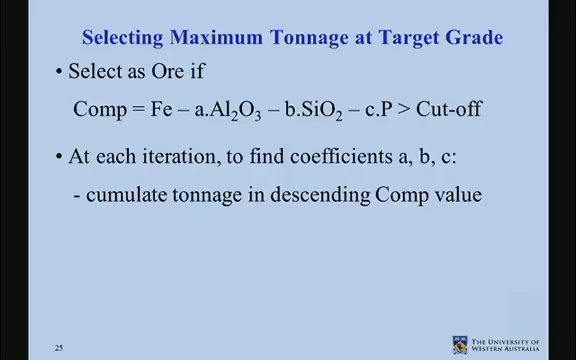 Selecting Maximum Tonnage at Target Grade
• Select as Ore if
Comp = Fe – a.Al₂O₃ – b.SiO₂ – c.P > Cut-off
• At each iteration, to find coefficients a, b, c:
- cumulate tonnage in descending Comp value
25
THE UNIVERSITY OF
WESTERN AUSTRALIA